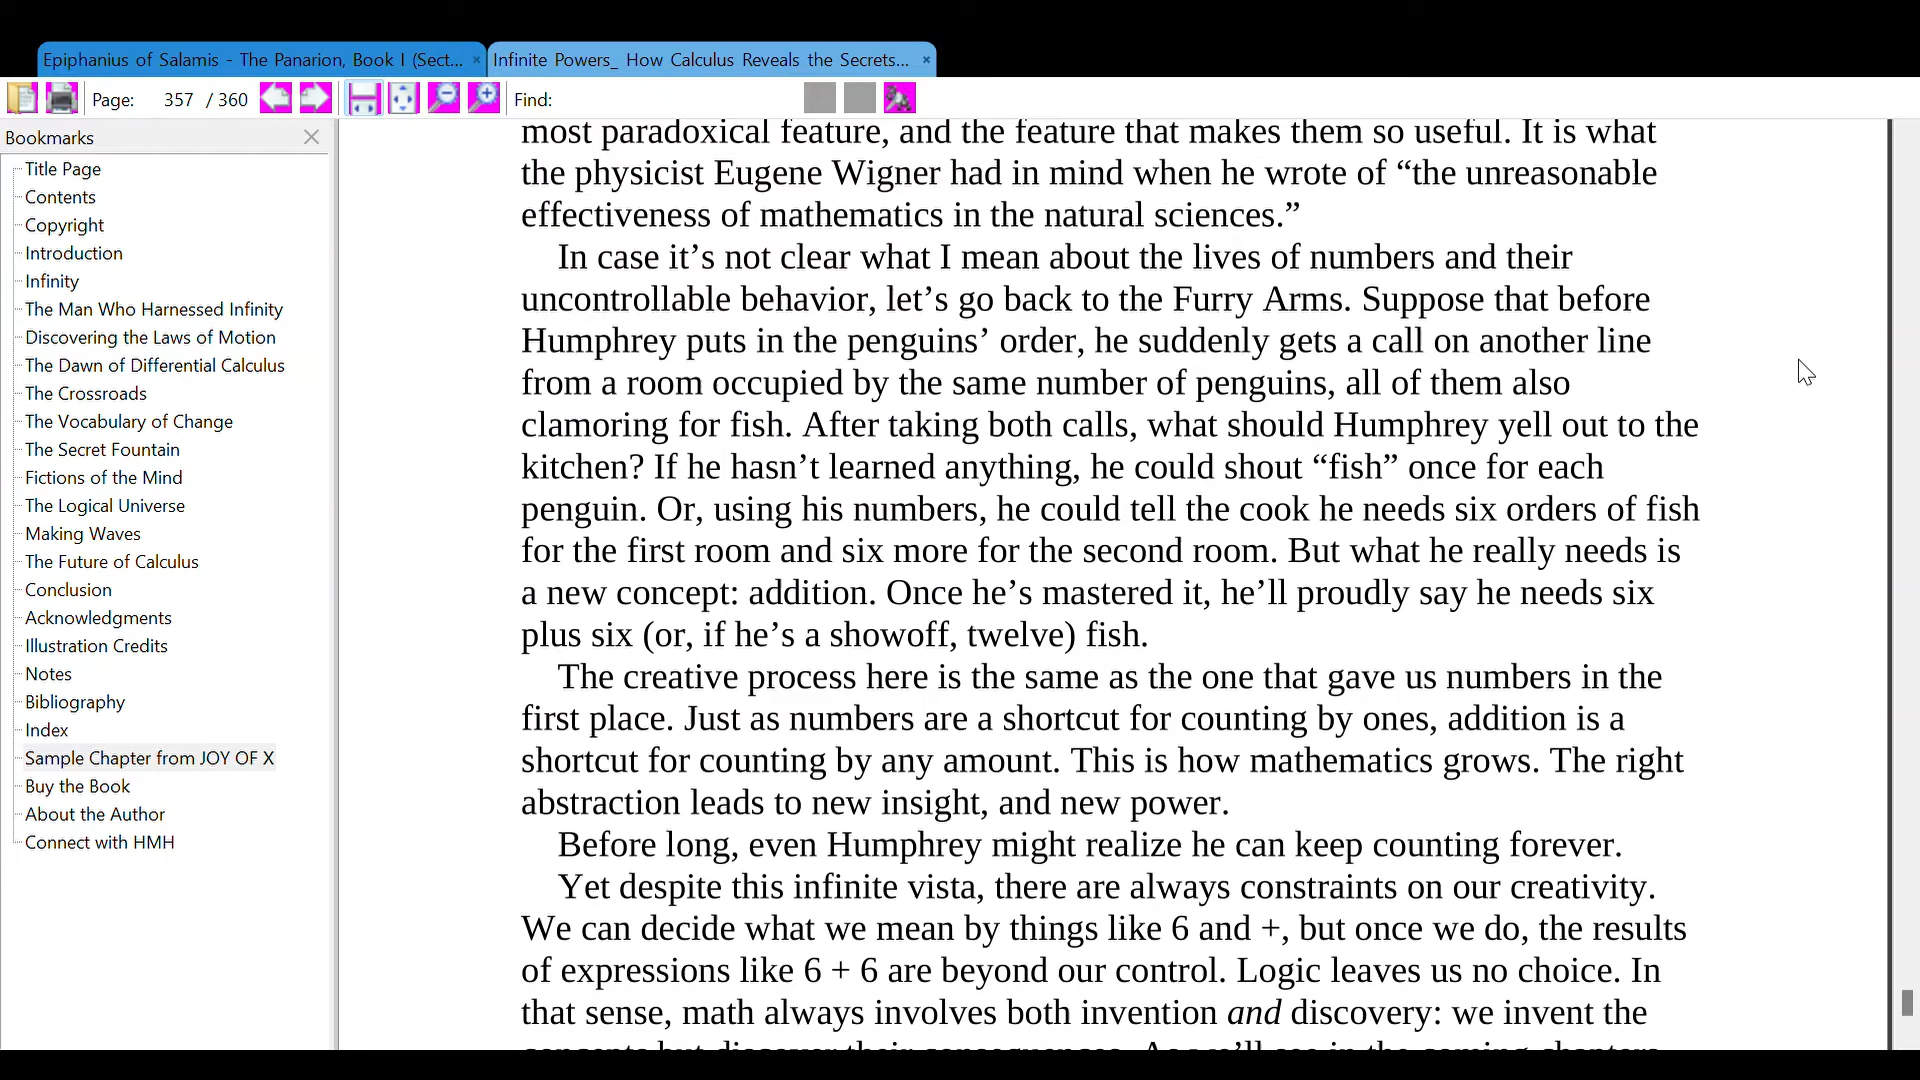 Epiphanius of Salamis - The Panarion, Book I (Sect... ×
Infinite Powers_ How Calculus Reveals the Secrets... ×
Page: 357 / 360
Find:
Bookmarks
Title Page
Contents
Copyright
Introduction
Infinity
The Man Who Harnessed Infinity
Discovering the Laws of Motion
The Dawn of Differential Calculus
The Crossroads
The Vocabulary of Change
The Secret Fountain
Fictions of the Mind
The Logical Universe
Making Waves
The Future of Calculus
Conclusion
Acknowledgments
Illustration Credits
Notes
Bibliography
Index
Sample Chapter from JOY OF X
Buy the Book
About the Author
Connect with HMH
most paradoxical feature, and the feature that makes them so useful. It is what
the physicist Eugene Wigner had in mind when he wrote of “the unreasonable
effectiveness of mathematics in the natural sciences.”
In case it’s not clear what I mean about the lives of numbers and their
uncontrollable behavior, let’s go back to the Furry Arms. Suppose that before
Humphrey puts in the penguins’ order, he suddenly gets a call on another line
from a room occupied by the same number of penguins, all of them also
clamoring for fish. After taking both calls, what should Humphrey yell out to the
kitchen? If he hasn’t learned anything, he could shout “fish” once for each
penguin. Or, using his numbers, he could tell the cook he needs six orders of fish
for the first room and six more for the second room. But what he really needs is
a new concept: addition. Once he’s mastered it, he’ll proudly say he needs six
plus six (or, if he’s a showoff, twelve) fish.
The creative process here is the same as the one that gave us numbers in the
first place. Just as numbers are a shortcut for counting by ones, addition is a
shortcut for counting by any amount. This is how mathematics grows. The right
abstraction leads to new insight, and new power.
Before long, even Humphrey might realize he can keep counting forever.
Yet despite this infinite vista, there are always constraints on our creativity.
We can decide what we mean by things like 6 and +, but once we do, the results
of expressions like 6 + 6 are beyond our control. Logic leaves us no choice. In
that sense, math always involves both invention and discovery: we invent the
concepts but discover their consequences. As we’ll see in the coming chapters,